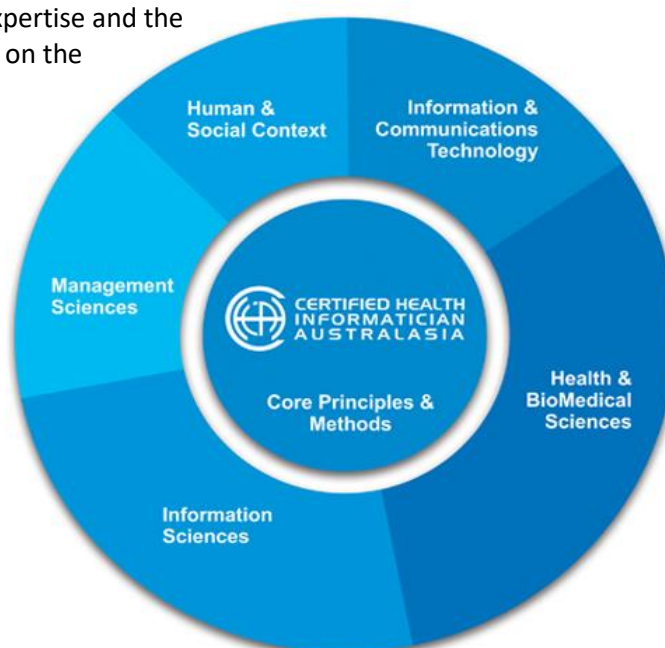 xpertise and the
on the
Human &
Social Context
Information &
Communications
Technology
Management
Sciences
CERTIFIED HEALTH
INFORMATICIAN
AUSTRALASIA
Core Principles &
Methods
Health &
BioMedical
Sciences
Information
Sciences